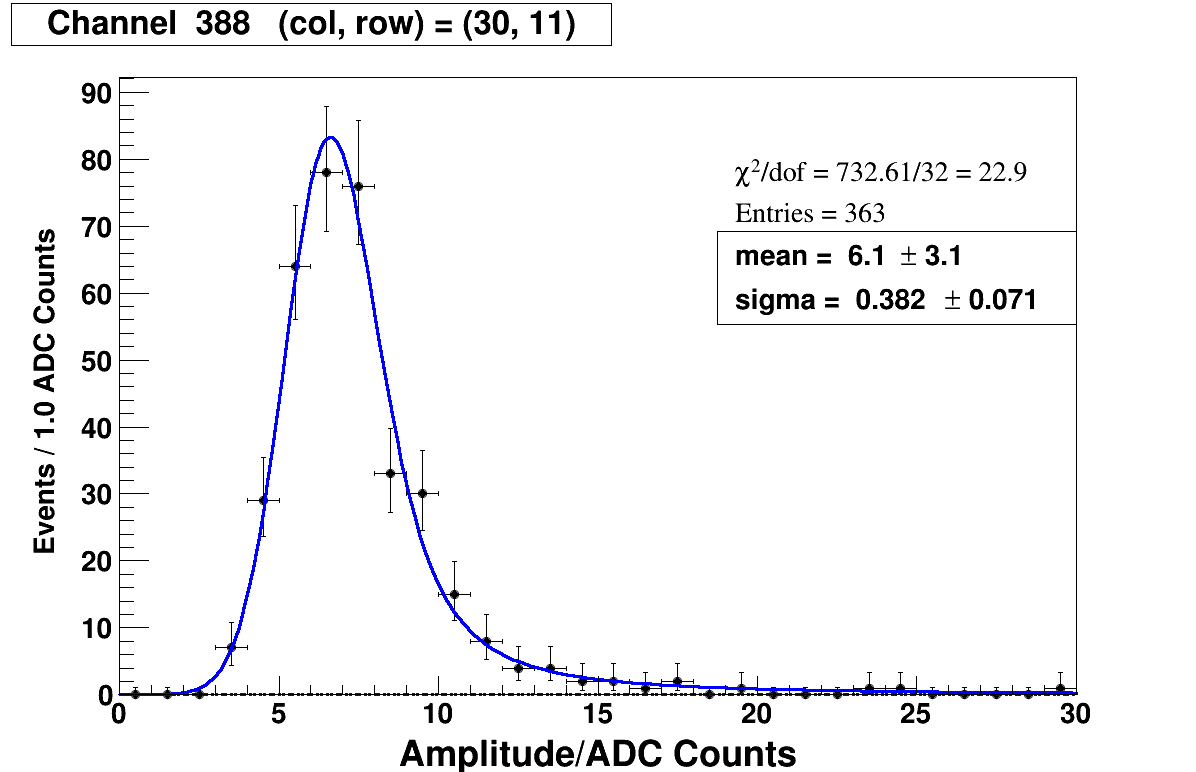 Channel 388 (col, row) = (30, 11)
90
80
70
60
50
40
30
20
10
0
Events / 1.0 ADC Counts
χ²/dof = 732.61/32 = 22.9
Entries = 363
mean = 6.1 ± 3.1
sigma = 0.382 ± 0.071
0 5 10 15 20 25 30
Amplitude/ADC Counts